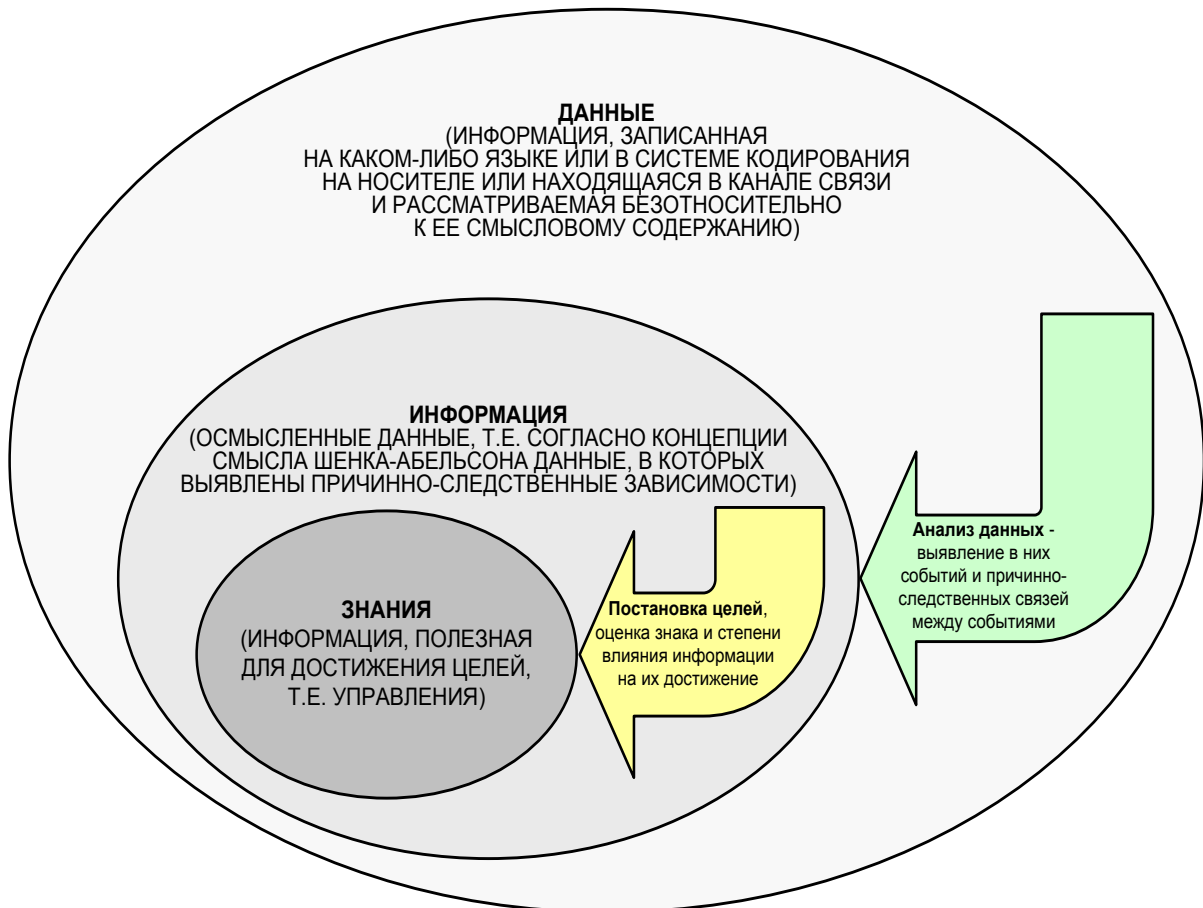 ДАННЫЕ
(ИНФОРМАЦИЯ, ЗАПИСАННАЯ
НА КАКОМ-ЛИБО ЯЗЫКЕ ИЛИ В СИСТЕМЕ КОДИРОВАНИЯ
НА НОСИТЕЛЕ ИЛИ НАХОДЯЩАЯСЯ В КАНАЛЕ СВЯЗИ
И РАССМАТРИВАЕМАЯ БЕЗОТНОСИТЕЛЬНО
К ЕЕ СМЫСЛОВОМУ СОДЕРЖАНИЮ)
ИНФОРМАЦИЯ
(ОСМЫСЛЕННЫЕ ДАННЫЕ, Т.Е. СОГЛАСНО КОНЦЕПЦИИ
СМЫСЛА ШЕНКА-АБЕЛЬСОНА ДАННЫЕ, В КОТОРЫХ
ВЫЯВЛЕНЫ ПРИЧИННО-СЛЕДСТВЕННЫЕ ЗАВИСИМОСТИ)
Анализ данных -
выявление в них
событий и причинно-
следственных связей
между событиями
ЗНАНИЯ
(ИНФОРМАЦИЯ, ПОЛЕЗНАЯ
ДЛЯ ДОСТИЖЕНИЯ ЦЕЛЕЙ,
Т.Е. УПРАВЛЕНИЯ)
Постановка целей,
оценка знака и степени
влияния информации
на их достижение